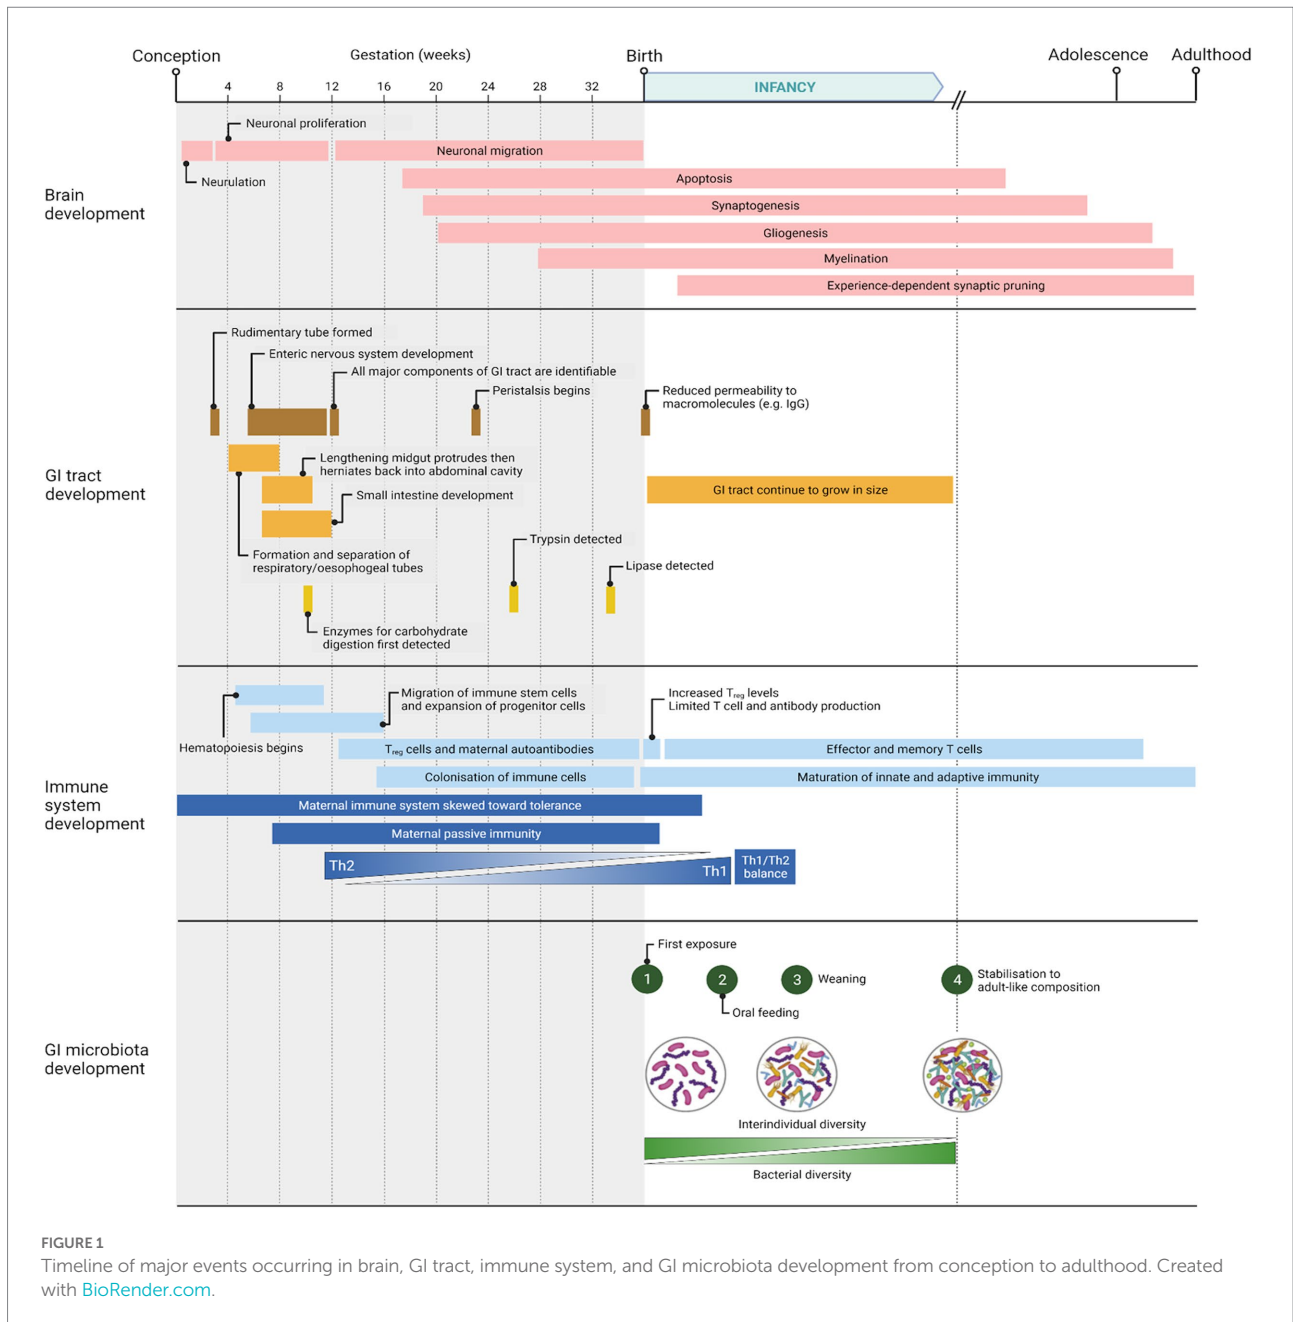 Conception
Gestation (weeks)
Birth
Adolescence
Adulthood
4
8
12
16
20
24
28
32
INFANCY
Brain
development
Neuronal proliferation
Neuronal migration
Neurulation
Apoptosis
Synaptogenesis
Gliogenesis
Myelination
Experience-dependent synaptic pruning
GI tract
development
Rudimentary tube formed
Enteric nervous system development
All major components of GI tract are identifiable
Peristalsis begins
Reduced permeability to
macromolecules (e.g. IgG)
Lengthening midgut protrudes then
herniates back into abdominal cavity
GI tract continue to grow in size
Small intestine development
Formation and separation of
respiratory/oesophogeal tubes
Trypsin detected
Lipase detected
Enzymes for carbohydrate
digestion first detected
Immune
system
development
Migration of immune stem cells
and expansion of progenitor cells
Increased Treg levels
Limited T cell and antibody production
Hematopoiesis begins
Treg cells and maternal autoantibodies
Effector and memory T cells
Colonisation of immune cells
Maturation of innate and adaptive immunity
Maternal immune system skewed toward tolerance
Maternal passive immunity
Th2
Th1
Th1/Th2
balance
GI microbiota
development
First exposure
1
2
3
Weaning
4
Stabilisation to
adult-like composition
Oral feeding
Interindividual diversity
Bacterial diversity
FIGURE 1
Timeline of major events occurring in brain, GI tract, immune system, and GI microbiota development from conception to adulthood. Created
with BioRender.com.